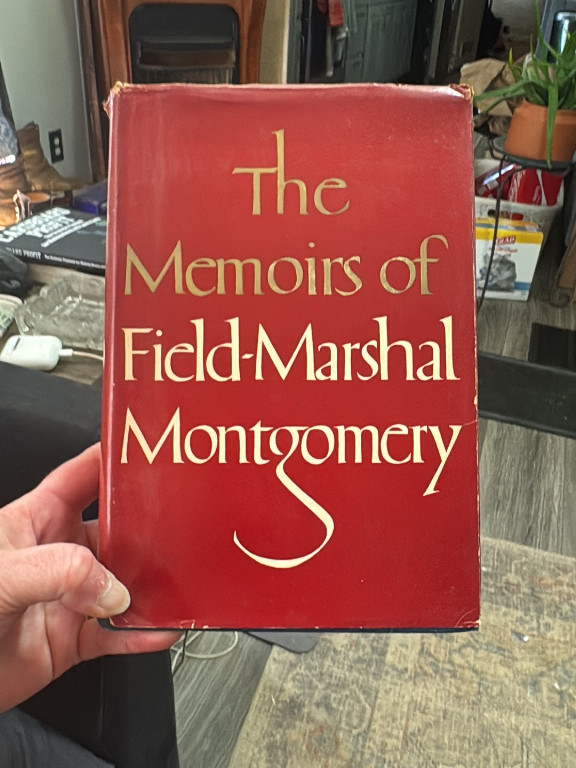 The
Memoirs of
Field-Marshal
Montgomery